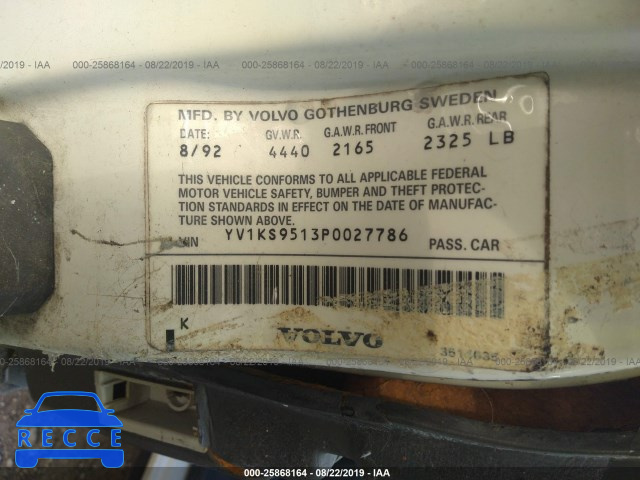 000-25868164 - 08/22/2019 - IAA
MFD. BY VOLVO GOTHENBURG SWEDEN
DATE: G.V.W.R. G.A.W.R. FRONT G.A.W.R. REAR
8/92 4440 2165 2325 LB
THIS VEHICLE CONFORMS TO ALL APPLICABLE FEDERAL
MOTOR VEHICLE SAFETY, BUMPER AND THEFT PROTEC-
TION STANDARDS IN EFFECT ON THE DATE OF MANUFAC-
TURE SHOWN ABOVE.
YV1KS9513P0027786 PASS. CAR
K
VOLVO
RECCE
000-25868164 - 08/22/2019 - IAA